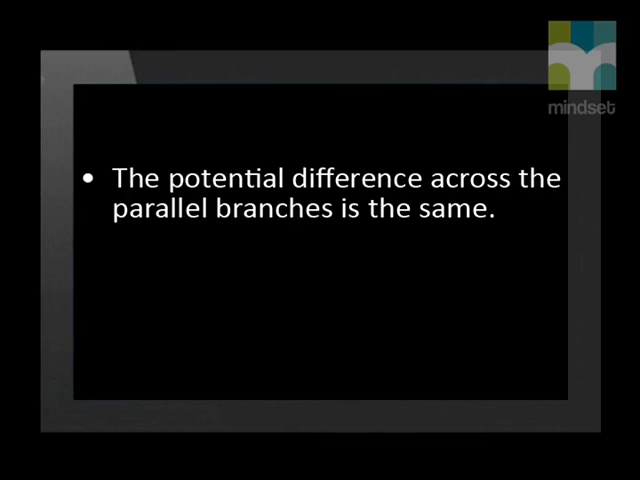 mindset
• The potential difference across the
parallel branches is the same.